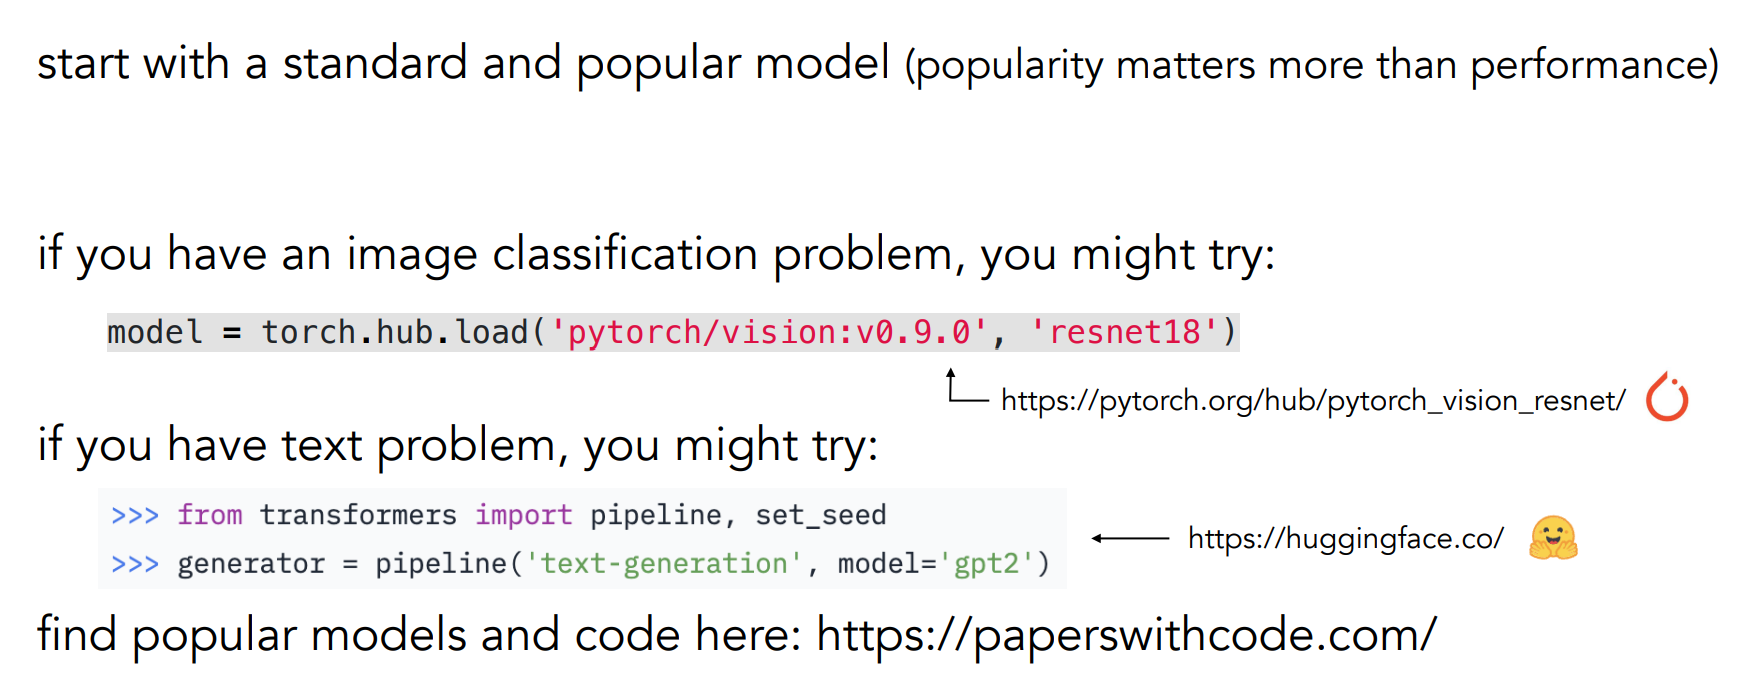 start with a standard and popular model (popularity matters more than performance)
if you have an image classification problem, you might try:
model = torch.hub.load('pytorch/vision:v0.9.0', 'resnet18')
https://pytorch.org/hub/pytorch_vision_resnet/
if you have text problem, you might try:
>>> from transformers import pipeline, set_seed
>>> generator = pipeline('text-generation', model='gpt2')
https://huggingface.co/
find popular models and code here: https://paperswithcode.com/